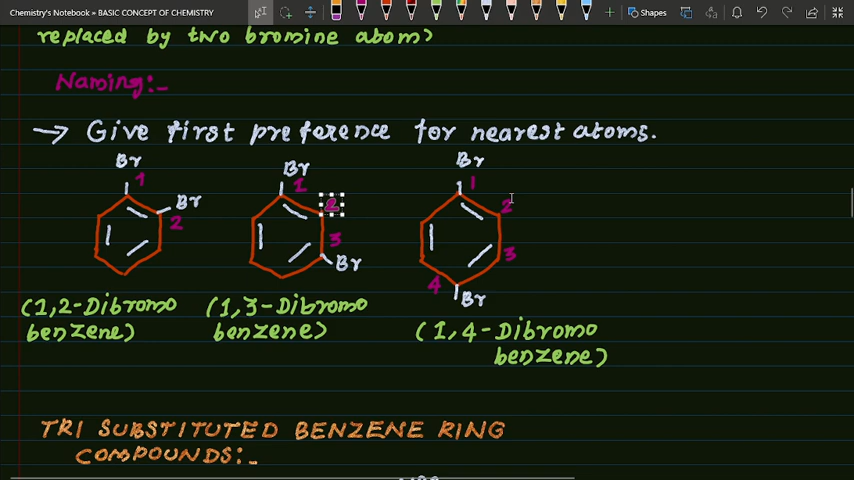 Chemistry's Notebook » BASIC CONCEPT OF CHEMISTRY
Shapes
replaced by two bromine atom)
Naming:-
→ Give first preference for nearest atoms.
Br
1
Br
2
Br
1
2
3
Br
Br
1
2
3
4
Br
(1,2-Dibromo
benzene)
(1,3-Dibromo
benzene)
(1,4-Dibromo
benzene)
TRI SUBSTITUTED BENZENE RING
COMPOUNDS:-